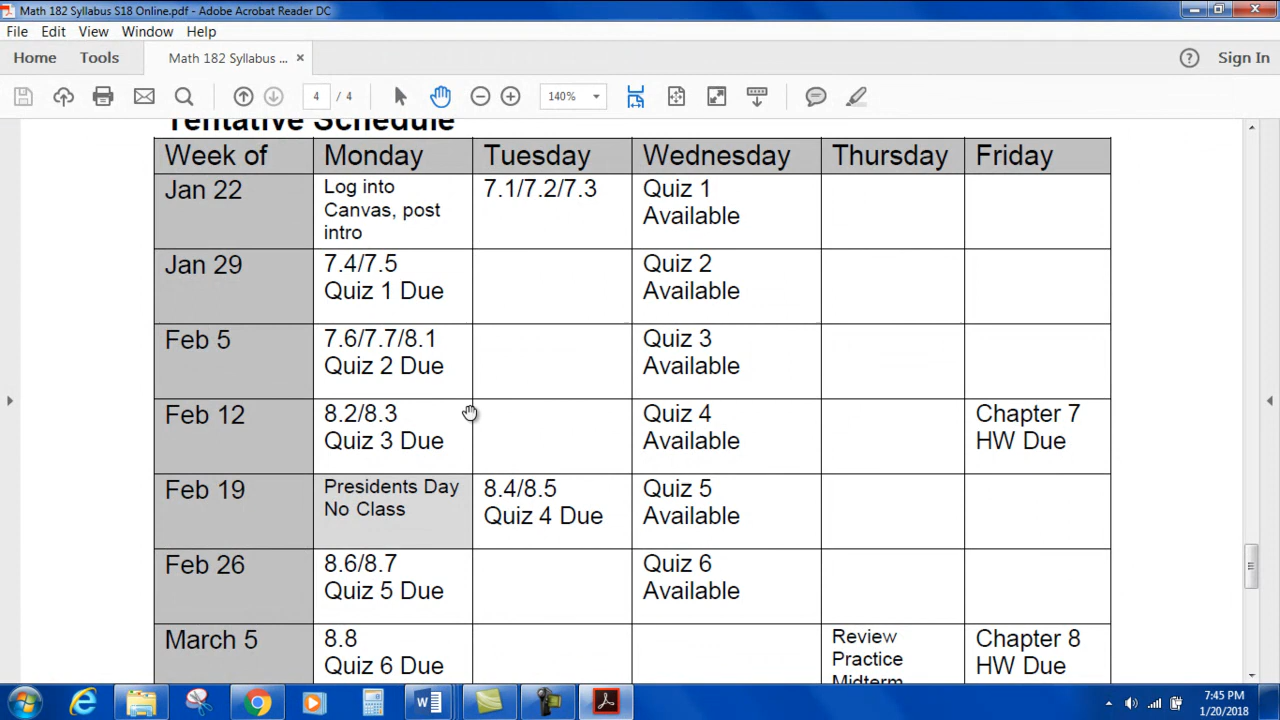 Math 182 Syllabus S18 Online.pdf - Adobe Acrobat Reader DC
File Edit View Window Help
Home Tools Math 182 Syllabus ... × Sign In
4 / 4 140%
Tentative Schedule
Week of Monday Tuesday Wednesday Thursday Friday
Jan 22 Log into 7.1/7.2/7.3 Quiz 1
Canvas, post Available
intro
Jan 29 7.4/7.5 Quiz 2
Quiz 1 Due Available
Feb 5 7.6/7.7/8.1 Quiz 3
Quiz 2 Due Available
Feb 12 8.2/8.3 Quiz 4 Chapter 7
Quiz 3 Due Available HW Due
Feb 19 Presidents Day 8.4/8.5 Quiz 5
No Class Quiz 4 Due Available
Feb 26 8.6/8.7 Quiz 6
Quiz 5 Due Available
March 5 8.8 Review Chapter 8
Quiz 6 Due Practice HW Due
Midterm
7:45 PM
1/20/2018